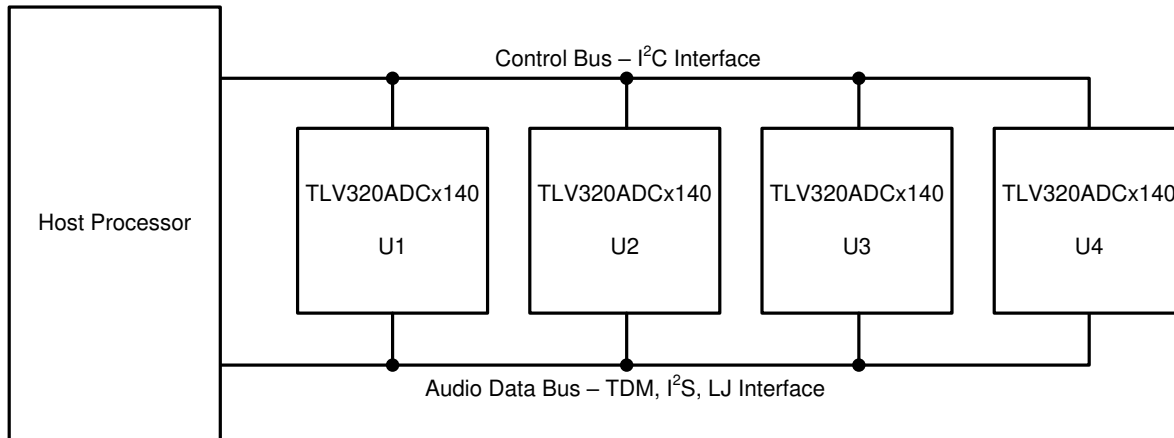 Control Bus – I²C Interface
TLV320ADCx140 TLV320ADCx140 TLV320ADCx140 TLV320ADCx140
Host Processor
U1 U2 U3 U4
Audio Data Bus – TDM, I²S, LJ Interface